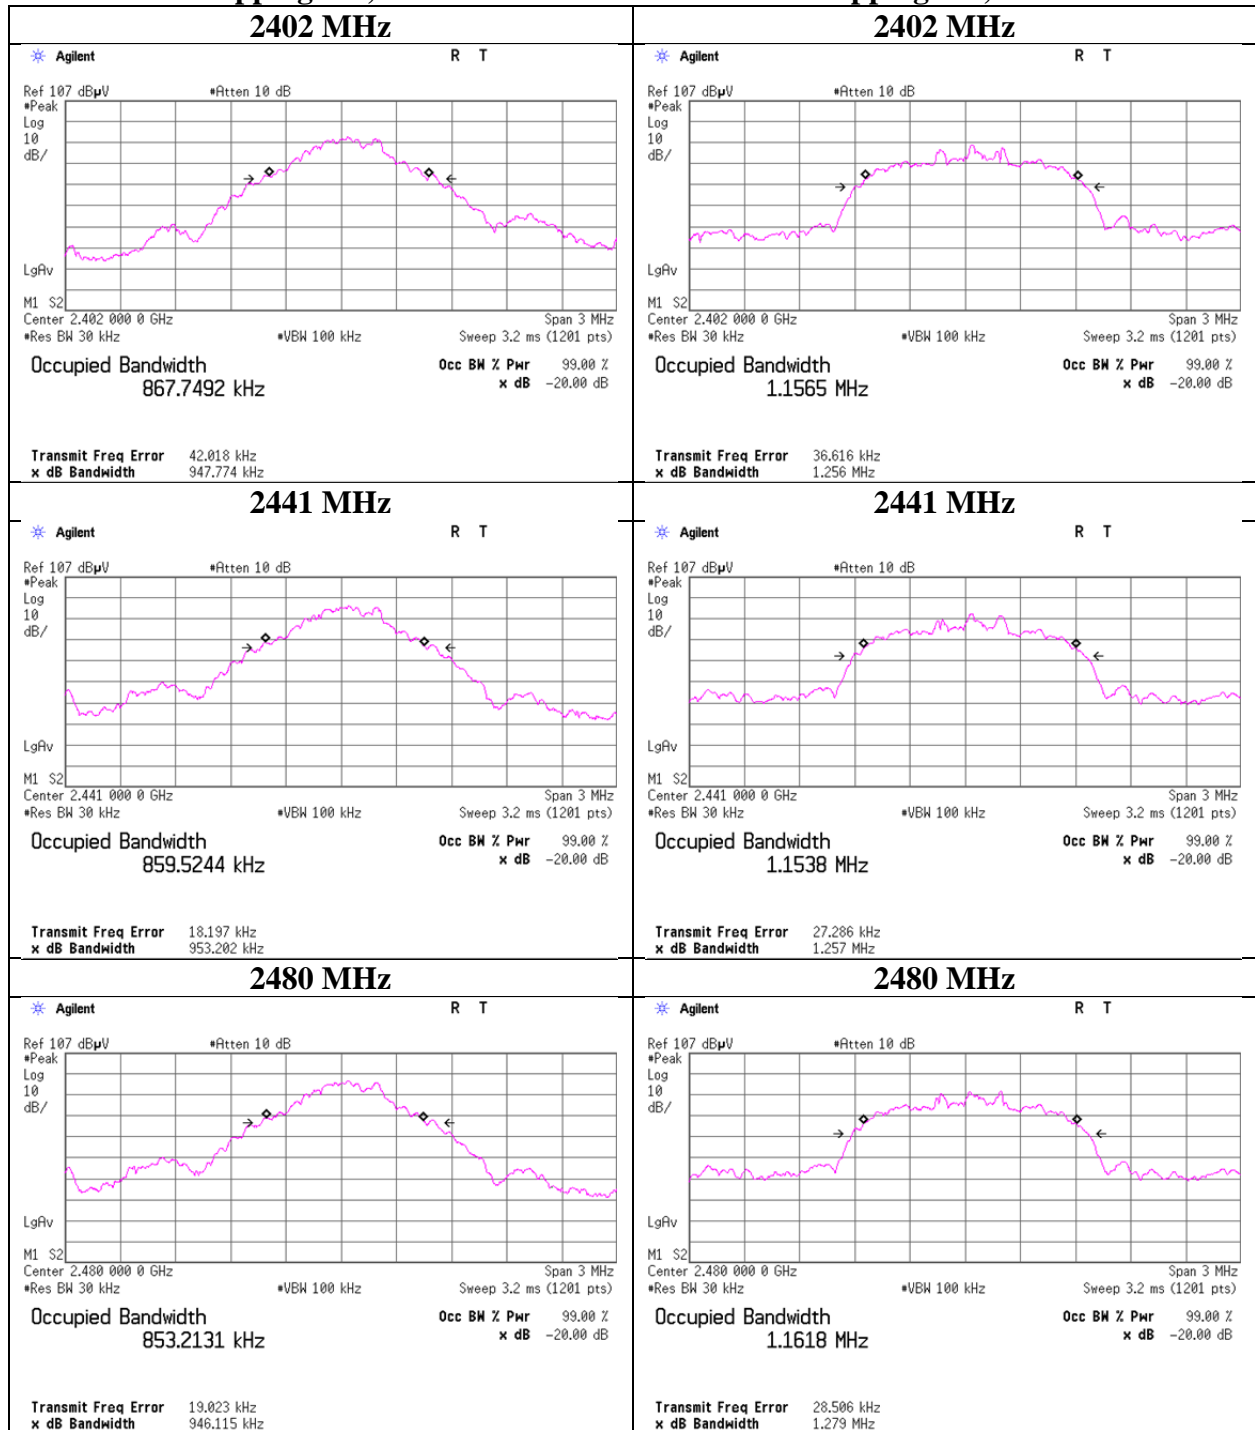 2402 MHz
Agilent R T
Ref 107 dBµV #Atten 10 dB
#Peak
Log
10
dB/
LgAv
M1 S2
Center 2.402 000 0 GHz Span 3 MHz
#Res BW 30 kHz #VBW 100 kHz Sweep 3.2 ms (1201 pts)
Occupied Bandwidth Occ BW % Pwr 99.00 %
867.7492 kHz x dB -20.00 dB
Transmit Freq Error 42.018 kHz
x dB Bandwidth 947.774 kHz
2402 MHz
Agilent R T
Ref 107 dBµV #Atten 10 dB
#Peak
Log
10
dB/
LgAv
M1 S2
Center 2.402 000 0 GHz Span 3 MHz
#Res BW 30 kHz #VBW 100 kHz Sweep 3.2 ms (1201 pts)
Occupied Bandwidth Occ BW % Pwr 99.00 %
1.1565 MHz x dB -20.00 dB
Transmit Freq Error 36.616 kHz
x dB Bandwidth 1.256 MHz
2441 MHz
Agilent R T
Ref 107 dBµV #Atten 10 dB
#Peak
Log
10
dB/
LgAv
M1 S2
Center 2.441 000 0 GHz Span 3 MHz
#Res BW 30 kHz #VBW 100 kHz Sweep 3.2 ms (1201 pts)
Occupied Bandwidth Occ BW % Pwr 99.00 %
859.5244 kHz x dB -20.00 dB
Transmit Freq Error 18.197 kHz
x dB Bandwidth 953.202 kHz
2441 MHz
Agilent R T
Ref 107 dBµV #Atten 10 dB
#Peak
Log
10
dB/
LgAv
M1 S2
Center 2.441 000 0 GHz Span 3 MHz
#Res BW 30 kHz #VBW 100 kHz Sweep 3.2 ms (1201 pts)
Occupied Bandwidth Occ BW % Pwr 99.00 %
1.1538 MHz x dB -20.00 dB
Transmit Freq Error 27.286 kHz
x dB Bandwidth 1.257 MHz
2480 MHz
Agilent R T
Ref 107 dBµV #Atten 10 dB
#Peak
Log
10
dB/
LgAv
M1 S2
Center 2.480 000 0 GHz Span 3 MHz
#Res BW 30 kHz #VBW 100 kHz Sweep 3.2 ms (1201 pts)
Occupied Bandwidth Occ BW % Pwr 99.00 %
853.2131 kHz x dB -20.00 dB
Transmit Freq Error 19.023 kHz
x dB Bandwidth 946.115 kHz
2480 MHz
Agilent R T
Ref 107 dBµV #Atten 10 dB
#Peak
Log
10
dB/
LgAv
M1 S2
Center 2.480 000 0 GHz Span 3 MHz
#Res BW 30 kHz #VBW 100 kHz Sweep 3.2 ms (1201 pts)
Occupied Bandwidth Occ BW % Pwr 99.00 %
1.1618 MHz x dB -20.00 dB
Transmit Freq Error 28.506 kHz
x dB Bandwidth 1.279 MHz